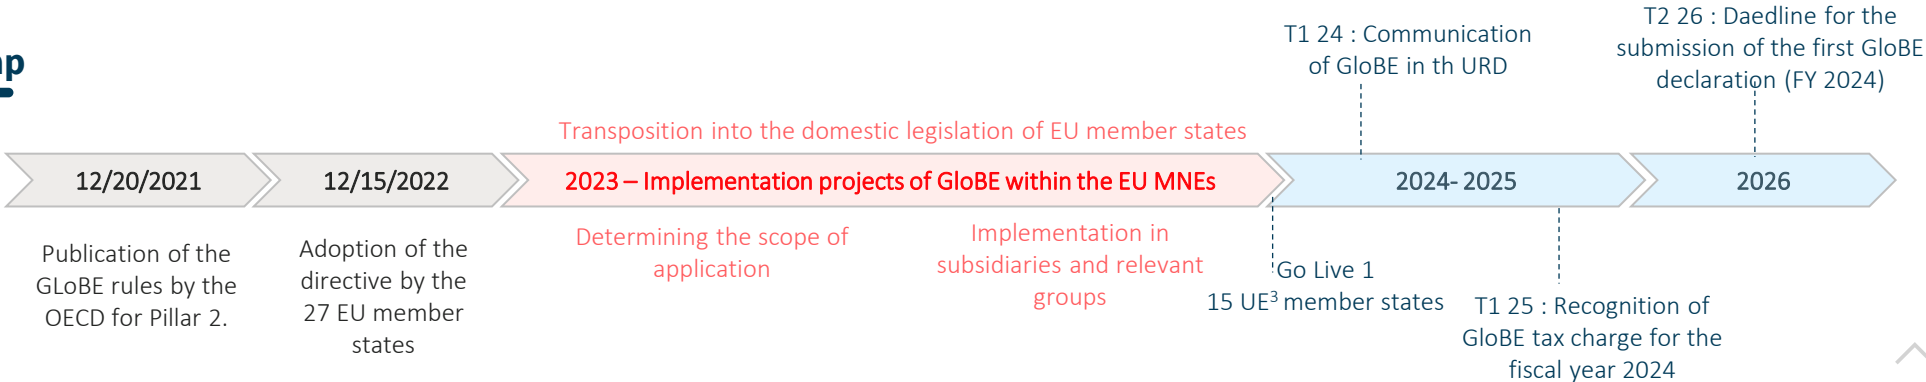 T1 24 : Communication
of GloBE in th URD
T2 26 : Daedline for the
submission of the first GloBE
declaration (FY 2024)
Transposition into the domestic legislation of EU member states
12/20/2021
12/15/2022
2023 – Implementation projects of GloBE within the EU MNEs
2024- 2025
2026
Publication of the
GLoBE rules by the
OECD for Pillar 2.
Adoption of the
directive by the
27 EU member
states
Determining the scope of
application
Implementation in
subsidiaries and relevant
groups
Go Live 1
15 UE³ member states
T1 25 : Recognition of
GloBE tax charge for the
fiscal year 2024